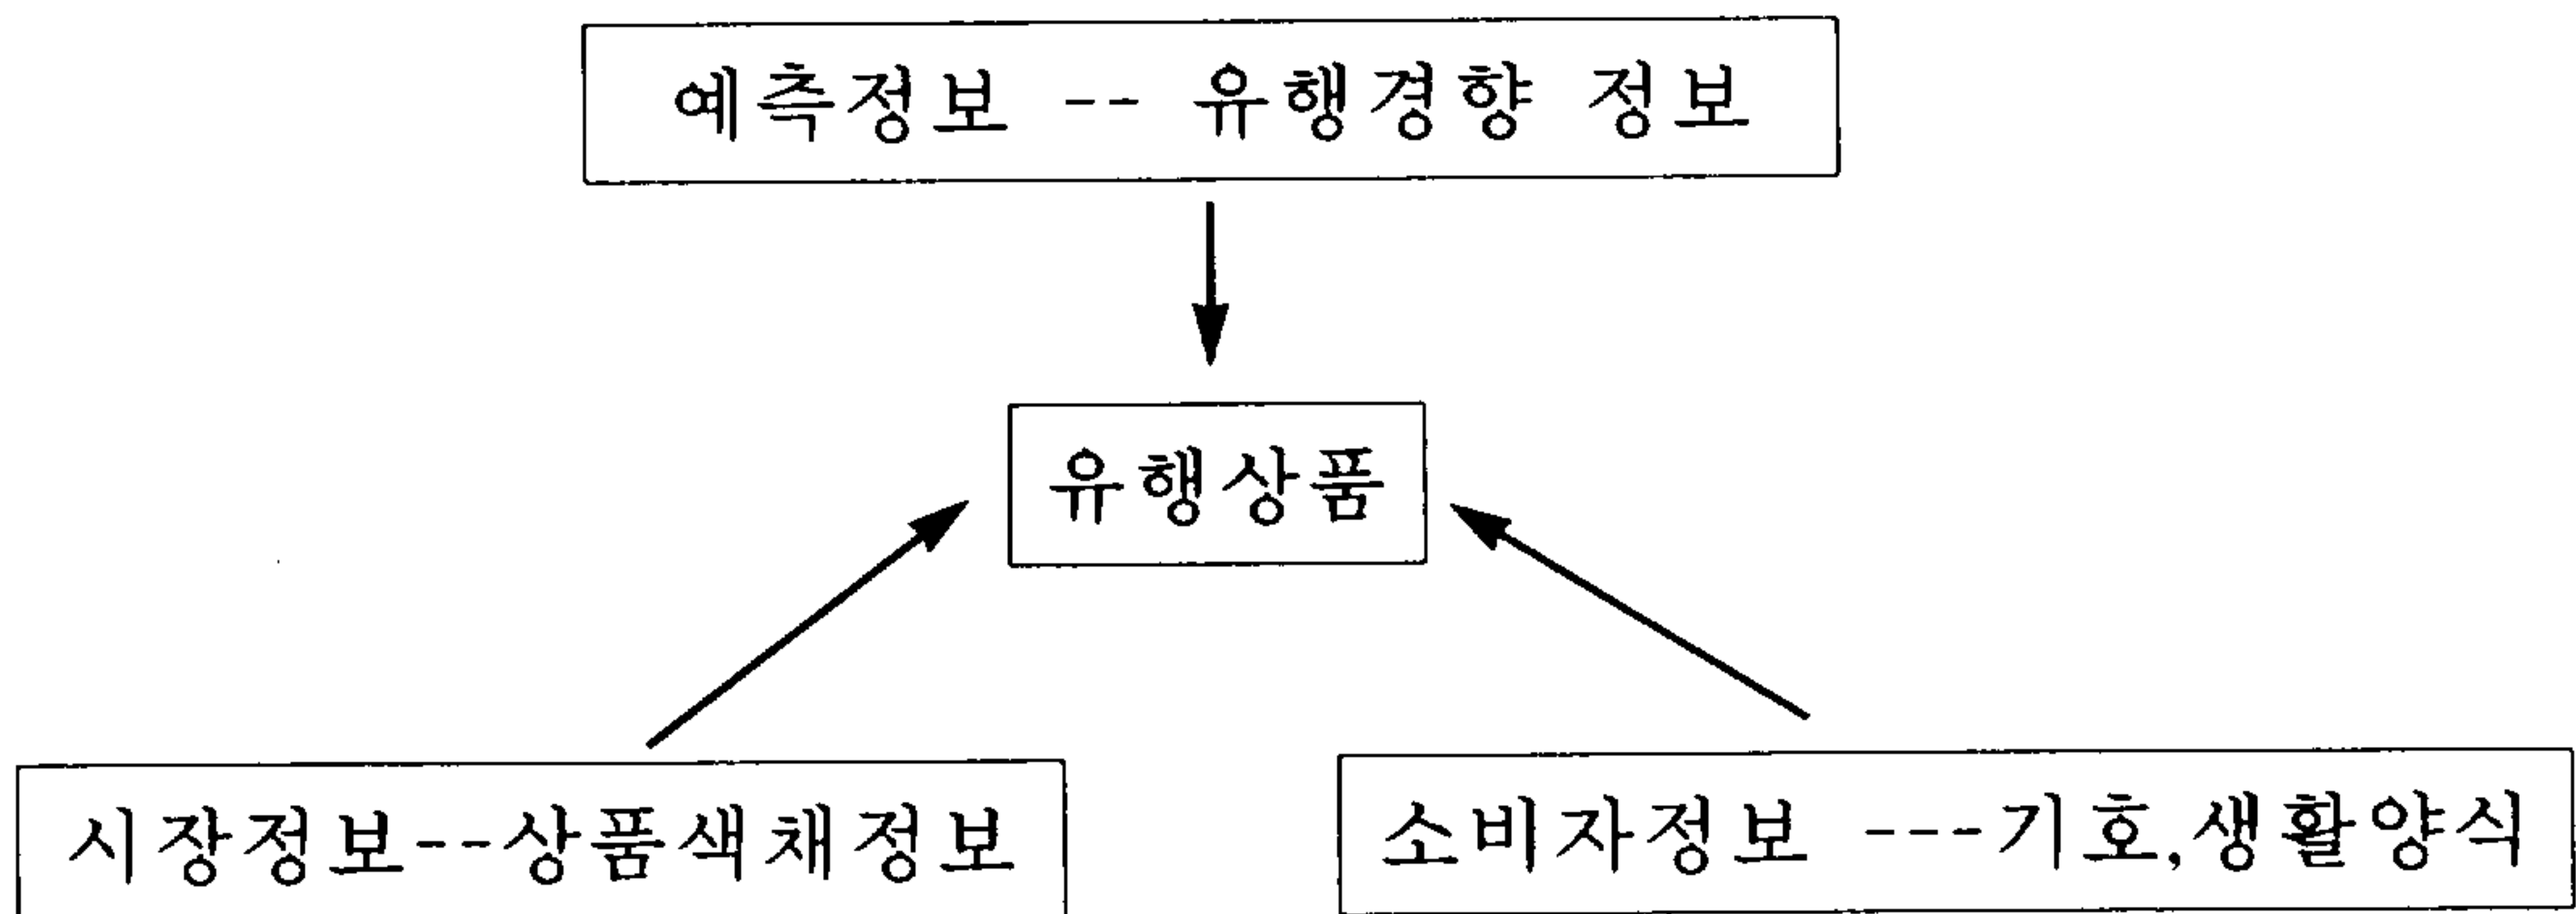 예측정보 -- 유행경향 정보
유행상품
시장정보--상품색채정보
소비자정보 ---기호,생활양식